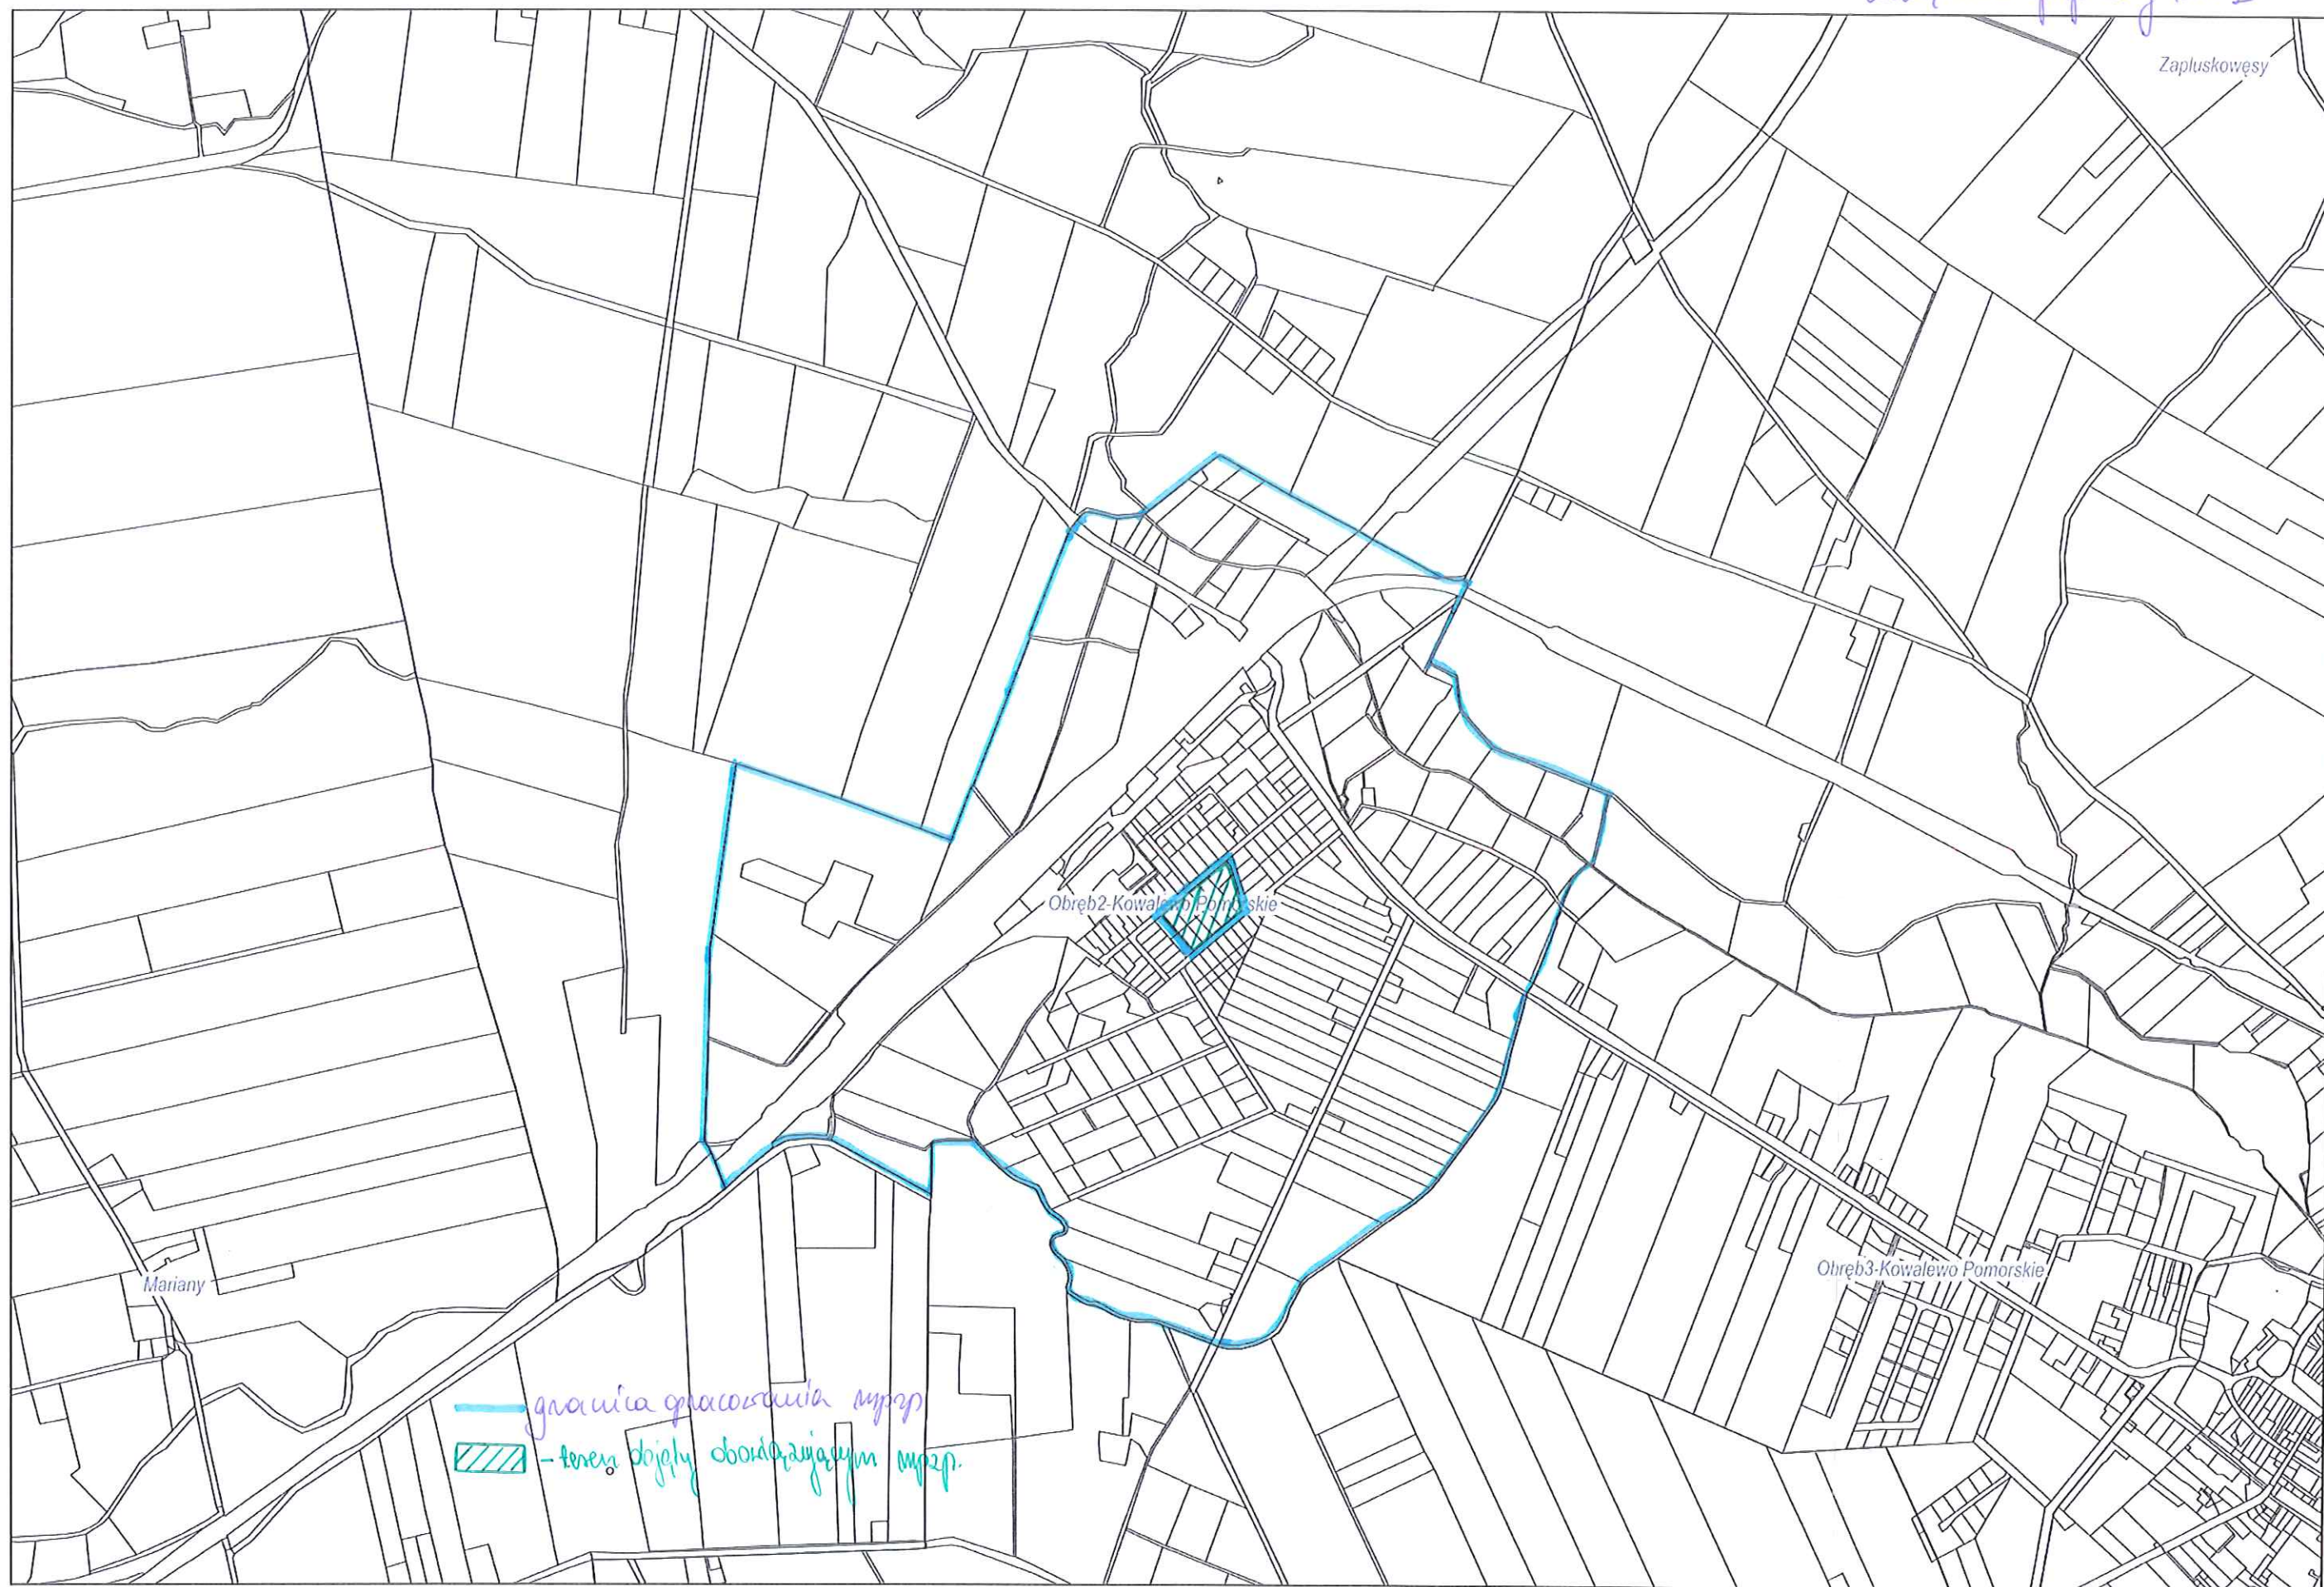 Zapluskowęsy
Obręb2-Kowalewo Pomorskie
Obręb3-Kowalewo Pomorskie
Mariany
granica opracowania mpzp
- teren objęty obowiązującym mpzp.